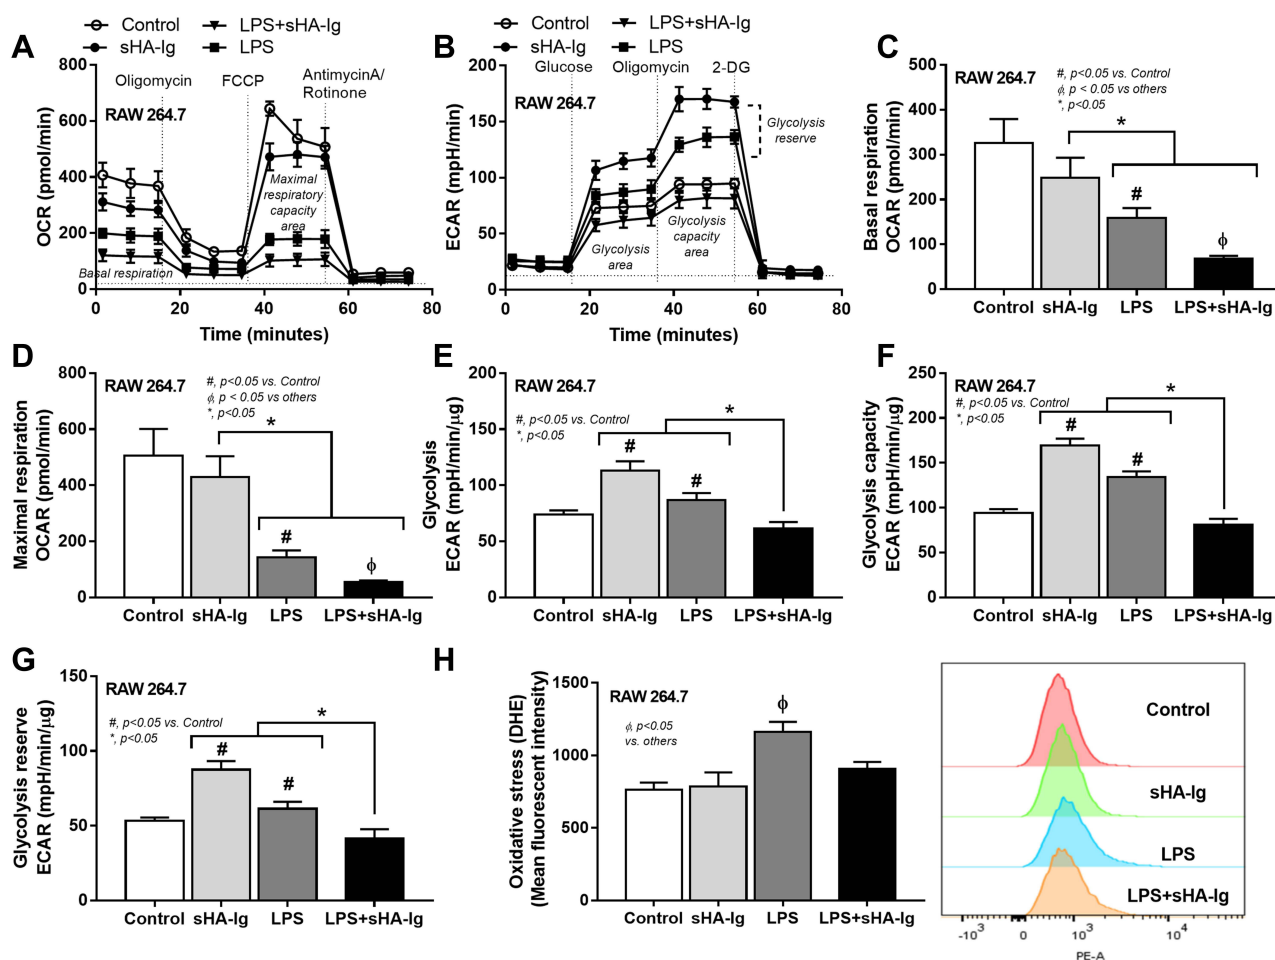 A
Control
LPS+sHA-Ig
sHA-Ig
LPS
800
600
400
200
0
OCR (pmol/min)
Oligomycin
FCCP
AntimycinA/
Rotinone
RAW 264.7
Maximal
respiratory
capacity
area
Basal respiration
0 20 40 60 80
Time (minutes)
B
Control
LPS+sHA-Ig
sHA-Ig
LPS
200
150
100
50
0
ECAR (mpH/min)
Glucose
Oligomycin
2-DG
RAW 264.7
Glycolysis
reserve
Glycolysis
area
Glycolysis
capacity
area
0 20 40 60 80
Time (minutes)
C
500
400
300
200
100
0
Basal respiration
OCAR (pmol/min)
RAW 264.7
#, p<0.05 vs. Control
ϕ, p < 0.05 vs others
*, p<0.05
*
#
ϕ
Control sHA-Ig LPS LPS+sHA-Ig
D
800
600
400
200
0
Maximal respiration
OCAR (pmol/min)
RAW 264.7
#, p<0.05 vs. Control
ϕ, p < 0.05 vs others
*, p<0.05
*
#
ϕ
Control sHA-Ig LPS LPS+sHA-Ig
E
200
150
100
50
0
Glycolysis
ECAR (mpH/min/µg)
RAW 264.7
#, p<0.05 vs. Control
*, p<0.05
*
#
#
Control sHA-Ig LPS LPS+sHA-Ig
F
250
200
150
100
50
0
Glycolysis capacity
ECAR (mpH/min/µg)
RAW 264.7
#, p<0.05 vs. Control
*, p<0.05
*
#
#
Control sHA-Ig LPS LPS+sHA-Ig
G
150
100
50
0
Glycolysis reserve
ECAR (mpH/min/µg)
RAW 264.7
#, p<0.05 vs. Control
*, p<0.05
*
#
#
Control sHA-Ig LPS LPS+sHA-Ig
H
1500
1000
500
0
Oxidative stress (DHE)
(Mean fluorescent intensity)
RAW 264.7
ϕ, p<0.05
vs. others
ϕ
Control sHA-Ig LPS LPS+sHA-Ig
Control
sHA-Ig
LPS
LPS+sHA-Ig
-10³ 0 10³ 10⁴
PE-A